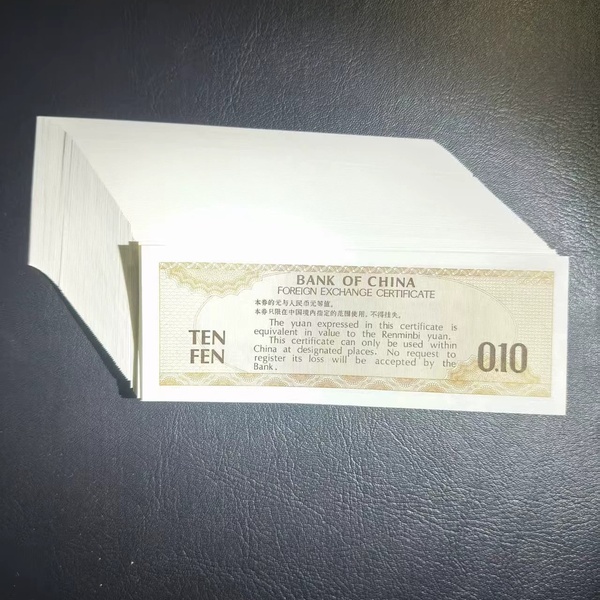 BANK OF CHINA
FOREIGN EXCHANGE CERTIFICATE
本券的元与人民币元等值。
本券只限在中国境内指定的范围使用，不得挂失。
The yuan expressed in this certificate is
equivalent in value to the Renminbi yuan.
This certificate can only be used within
China at designated places. No request to
register its loss will be accepted by the
Bank.
TEN
FEN
0.10